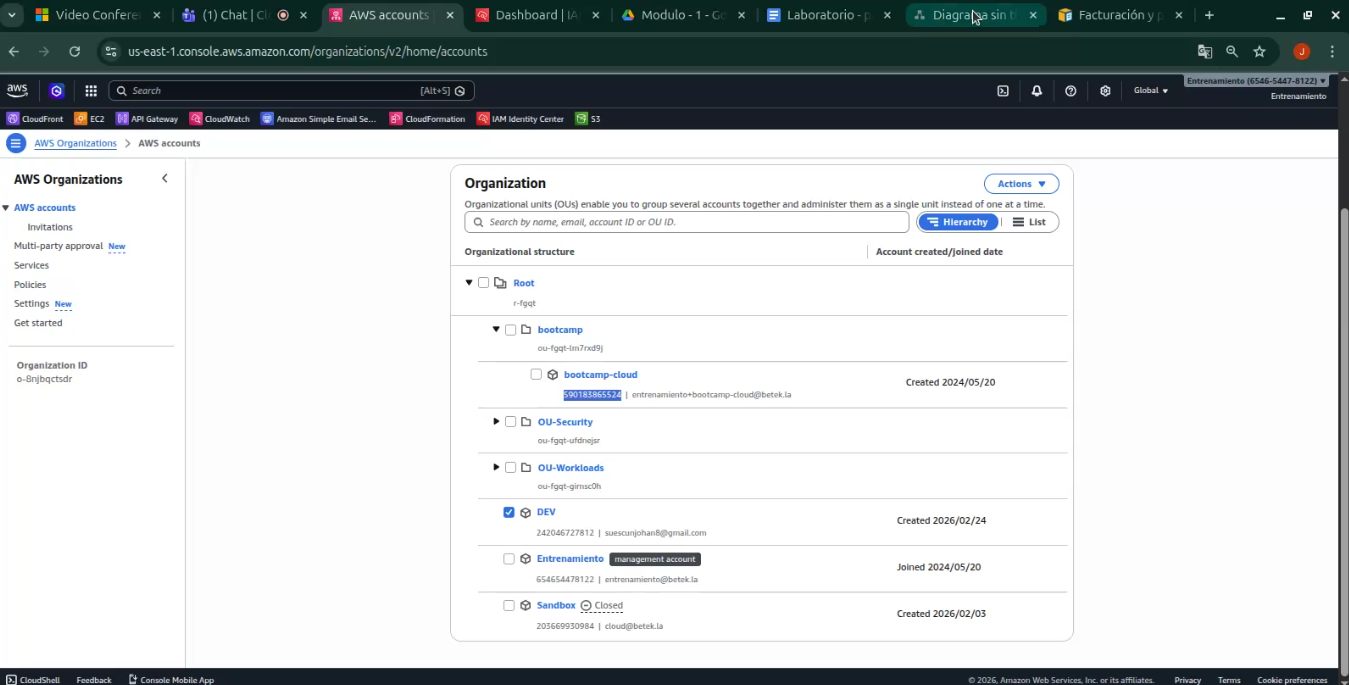 Video Confere
(1) Chat | Cl
AWS accounts
Dashboard | IA
Modulo - 1 - Go
Laboratorio - p
Diagrama sin t
Facturación y p
us-east-1.console.aws.amazon.com/organizations/v2/home/accounts
J
aws
Search
[Alt+S]
Global
Entrenamiento (6546-5447-8122)
Entrenamiento
CloudFront
EC2
API Gateway
CloudWatch
Amazon Simple Email Se...
CloudFormation
IAM Identity Center
S3
AWS Organizations > AWS accounts
AWS Organizations
AWS accounts
Invitations
Multi-party approval New
Services
Policies
Settings New
Get started
Organization ID
o-8njbqctsdr
Organization
Actions
Organizational units (OUs) enable you to group several accounts together and administer them as a single unit instead of one at a time.
Search by name, email, account ID or OU ID.
Hierarchy
List
Organizational structure
Account created/joined date
Root
r-fgqt
bootcamp
ou-fgqt-lm7rxd9j
bootcamp-cloud
590183865524 | entrenamiento+bootcamp-cloud@betek.la
Created 2024/05/20
OU-Security
ou-fgqt-ufdnejsr
OU-Workloads
ou-fgqt-gimsc0h
DEV
242046727812 | suescunjohan8@gmail.com
Created 2026/02/24
Entrenamiento management account
654654478122 | entrenamiento@betek.la
Joined 2024/05/20
Sandbox Closed
203669930984 | cloud@betek.la
Created 2026/02/03
CloudShell
Feedback
Console Mobile App
© 2026, Amazon Web Services, Inc. or its affiliates.
Privacy
Terms
Cookie preferences